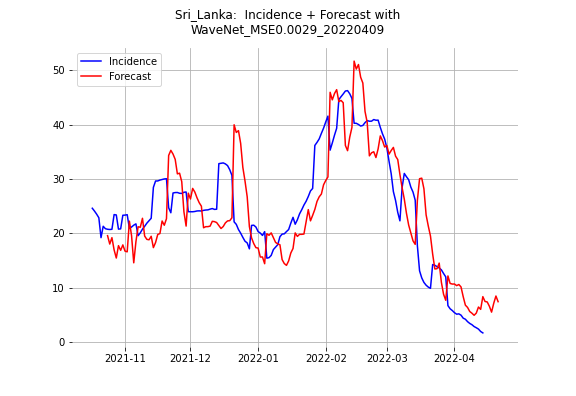 Sri_Lanka:  Incidence + Forecast with
WaveNet_MSE0.0029_20220409
Incidence
Forecast
50
40
30
20
10
0
2021-11 2021-12 2022-01 2022-02 2022-03 2022-04